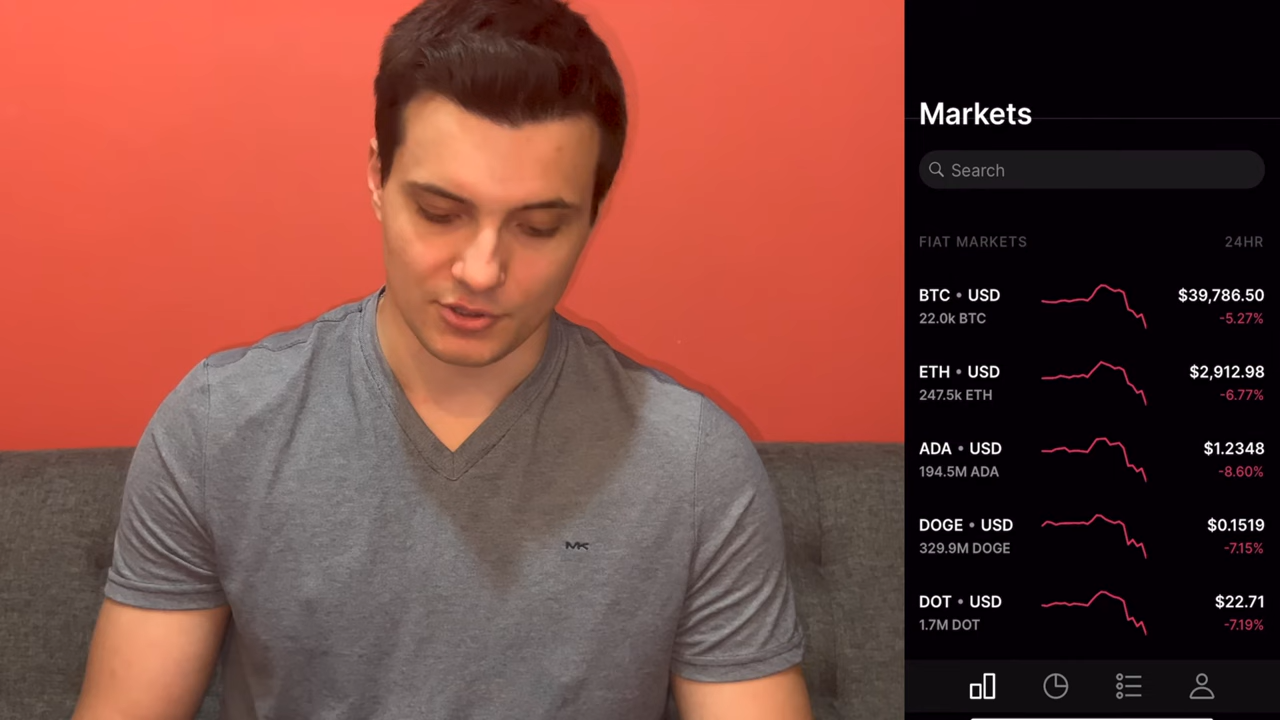 Markets
Search
FIAT MARKETS 24HR
BTC • USD $39,786.50
22.0k BTC -5.27%
ETH • USD $2,912.98
247.5k ETH -6.77%
ADA • USD $1.2348
194.5M ADA -8.60%
DOGE • USD $0.1519
329.9M DOGE -7.15%
DOT • USD $22.71
1.7M DOT -7.19%
MK